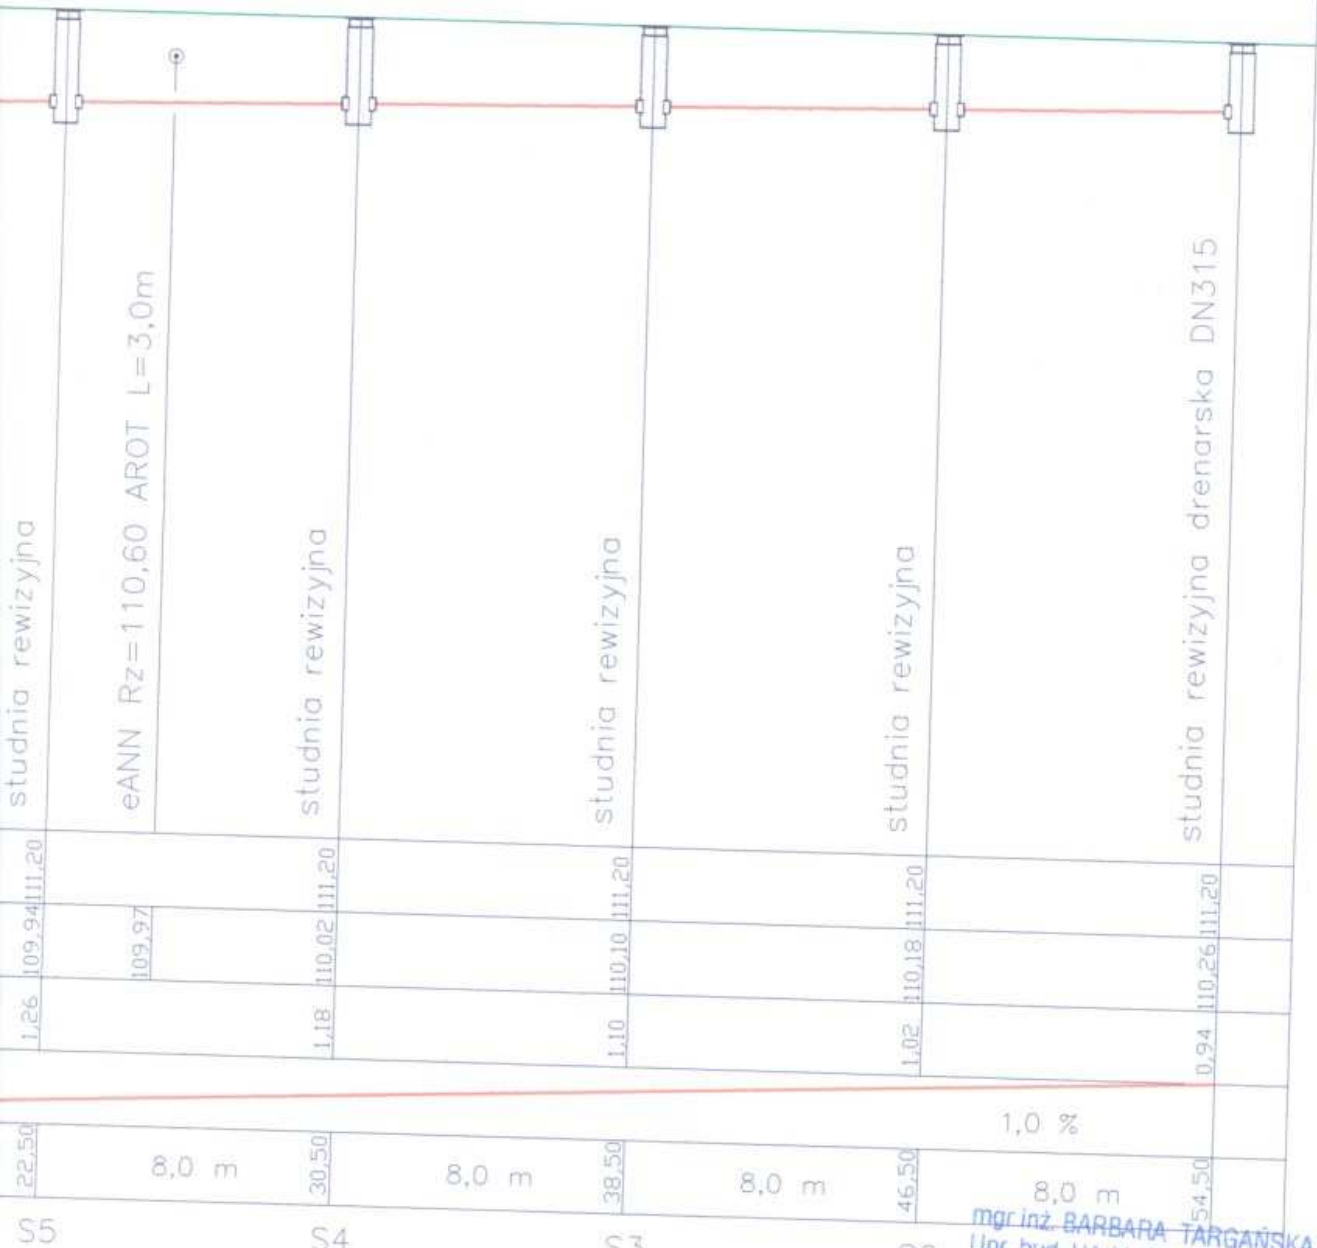 studnia rewizyjna
eANN Rz=110,60 AROT L=3,0m
studnia rewizyjna
studnia rewizyjna
studnia rewizyjna
studnia rewizyjna drenarska DN315
111,20 111,20 111,20 111,20 111,20
109,94 109,97 110,02 110,10 110,18 110,26
1,26 1,18 1,10 1,02 0,94
1,0 %
22,50 8,0 m 30,50 8,0 m 38,50 8,0 m 46,50 8,0 m 54,50
S5 S4 S3
mgr inż. BARBARA TARGAŃSKA
Upr. bud.